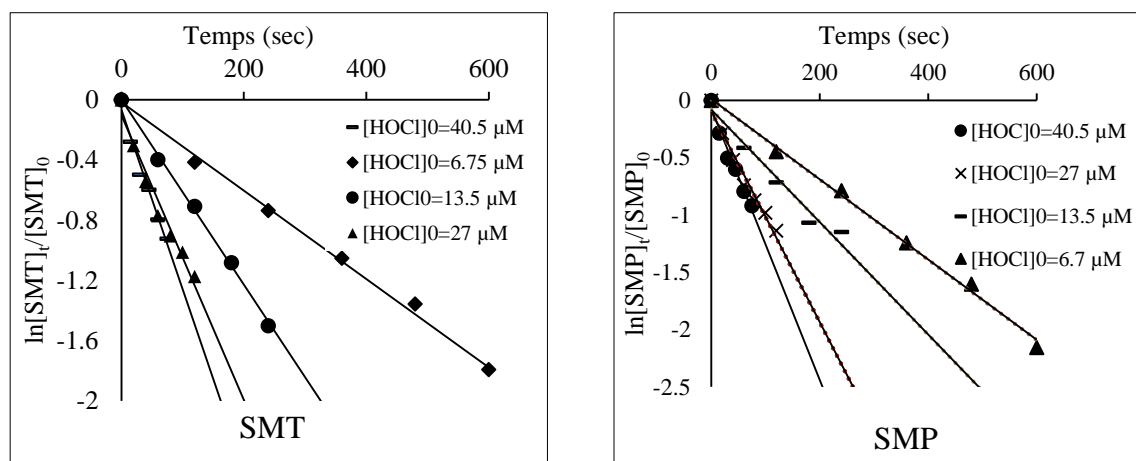 Temps (sec)
0 200 400 600
0
-0.4
-0.8
-1.2
-1.6
-2
ln[SMT]t/[SMT]0
[HOCl]0=40.5 µM
[HOCl]0=6.75 µM
[HOCl0=13.5 µM
[HOCl]0=27 µM
SMT
Temps (sec)
0 200 400 600
0
-0.5
-1
-1.5
-2
-2.5
ln[SMP]t/[SMP]0
[HOC]0=40.5 µM
[HOCl]0=27 µM
[HOCl]0=13.5 µM
[HOCl]0=6.7 µM
SMP